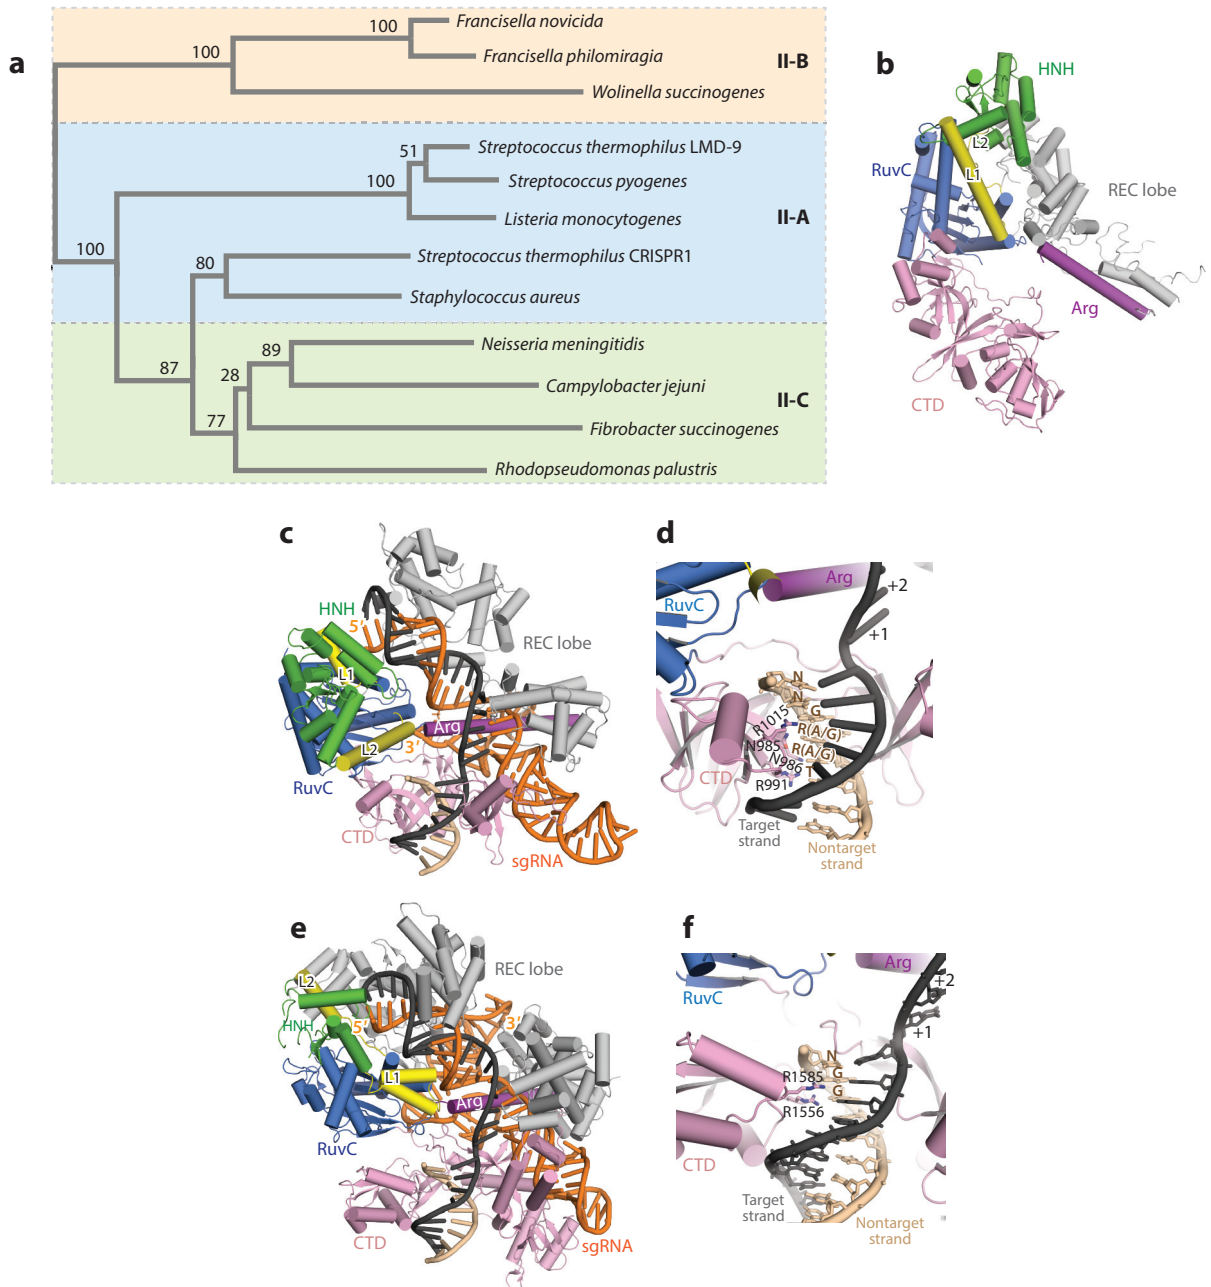 a
100
100
Francisella novicida
Francisella philomiragia
Wolinella succinogenes
II-B
51
100
100
80
Streptococcus thermophilus LMD-9
Streptococcus pyogenes
Listeria monocytogenes
Streptococcus thermophilus CRISPR1
Staphylococcus aureus
II-A
87
89
28
77
Neisseria meningitidis
Campylobacter jejuni
Fibrobacter succinogenes
Rhodopseudomonas palustris
II-C
b
HNH
L2
L1
RuvC
REC lobe
Arg
CTD
c
HNH
5′
L1
REC lobe
Arg
L2
3′
RuvC
CTD
sgRNA
d
Arg
RuvC
+2
+1
N
N
G
R(A/G)
R(A/G)
T
R1015
N985
N986
R991
CTD
Target
strand
Nontarget
strand
e
REC lobe
L2
HNH
5′
3′
L1
Arg
RuvC
CTD
sgRNA
f
Arg
RuvC
+2
+1
N
G
G
R1585
R1556
CTD
Target
strand
Nontarget
strand